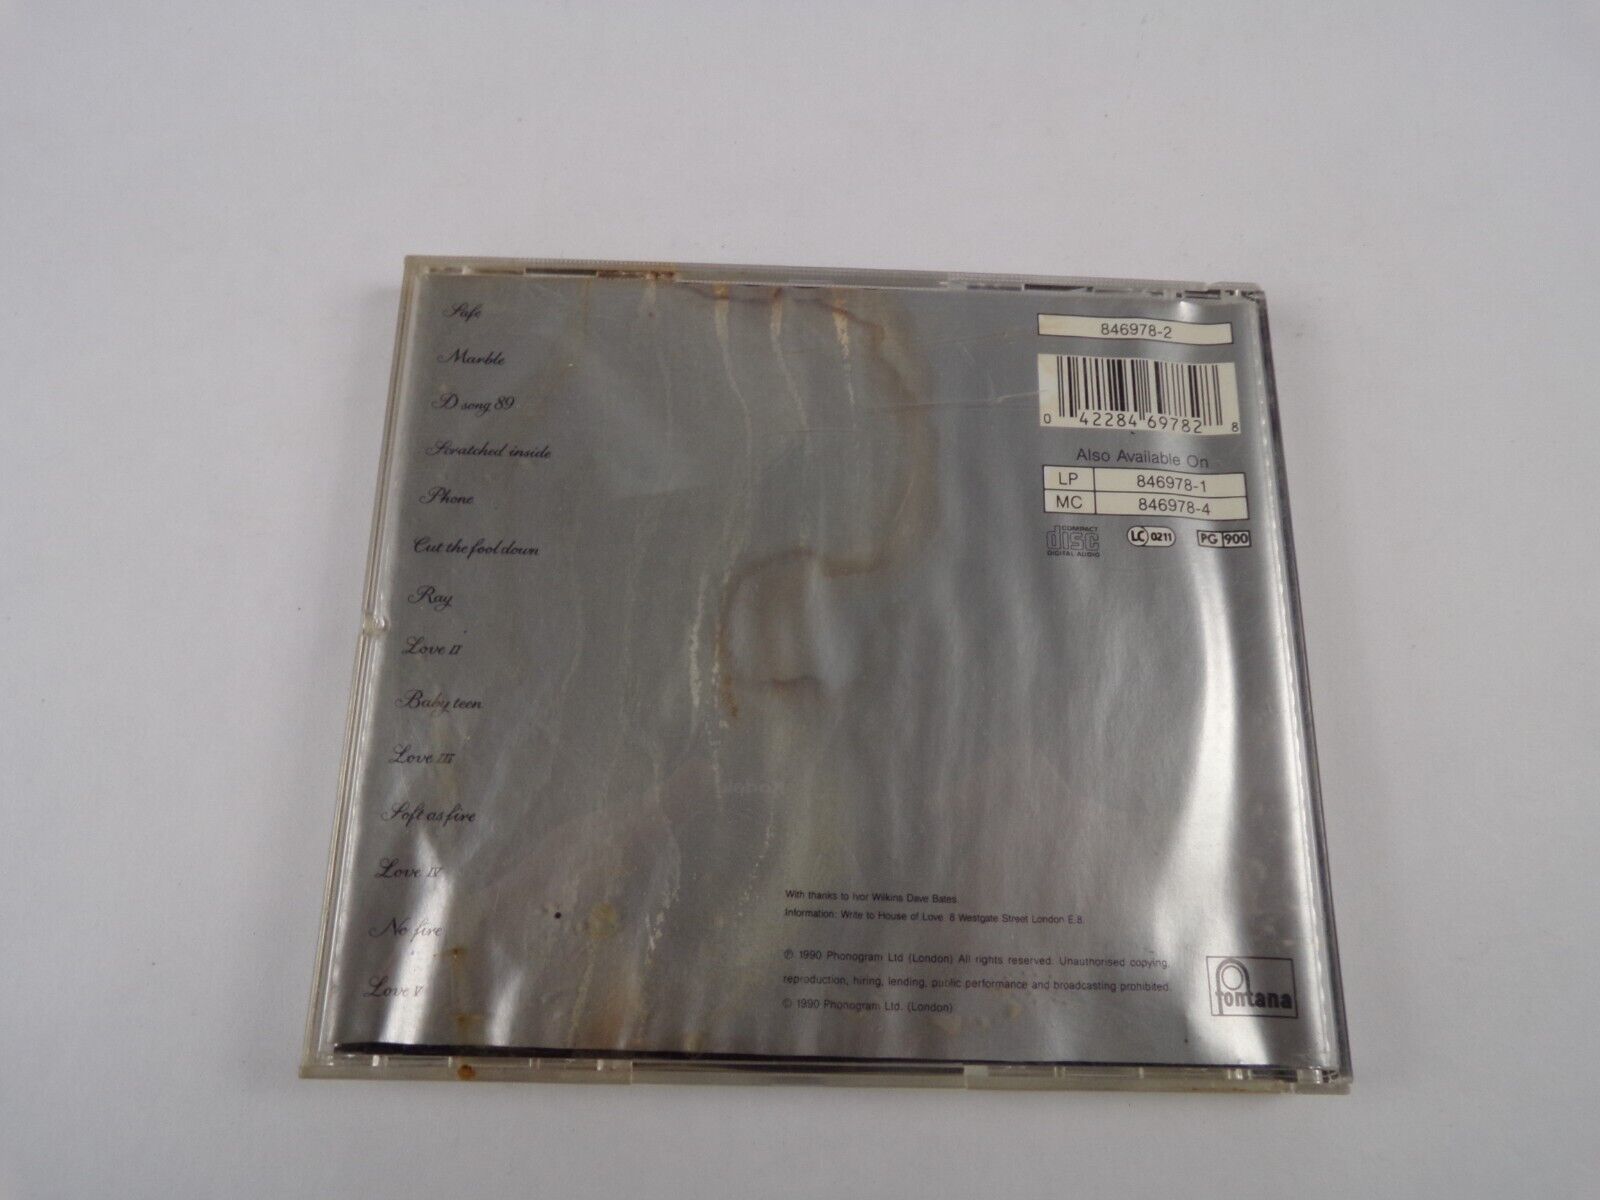 Safe
Marble
D song 89
Scratched inside
Phone
Cut the fool down
Ray
Love II
Baby teen
Love III
Soft as fire
Love IV
No fire
Love V
846978-2
0 42284 69782 8
Also Available On
LP 846978-1
MC 846978-4
COMPACT
disc
DIGITAL AUDIO
LC 0211
PG 900
With thanks to Ivor Wilkins Dave Bates.
Information: Write to House of Love. 8 Westgate Street London E.8.
℗ 1990 Phonogram Ltd (London) All rights reserved. Unauthorised copying,
reproduction, hiring, lending, public performance and broadcasting prohibited.
© 1990 Phonogram Ltd. (London)
fontana